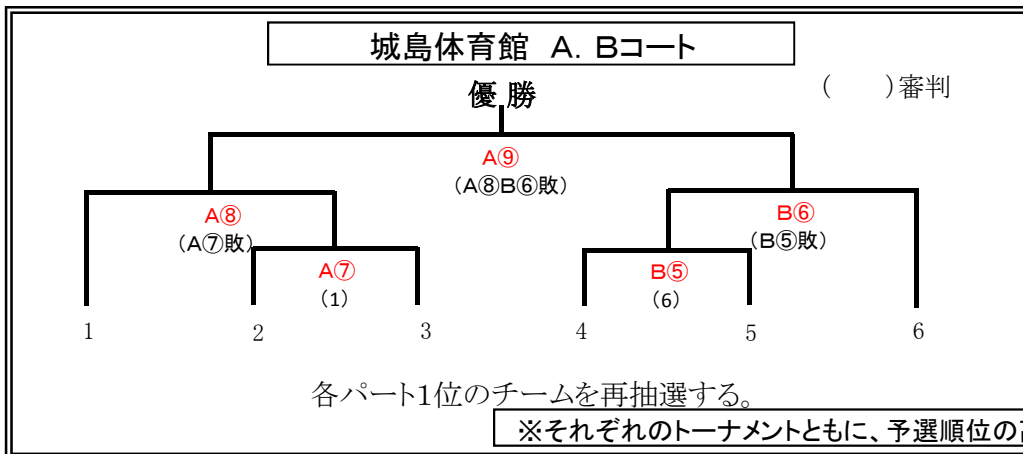 城島体育館 A.Bコート
優 勝
(　　)審判
A⑨
(A⑧B⑥敗)
A⑧
(A⑦敗)
B⑥
(B⑤敗)
A⑦
(1)
B⑤
(6)
1 2 3 4 5 6
各パート1位のチームを再抽選する。
※それぞれのトーナメントともに、予選順位の